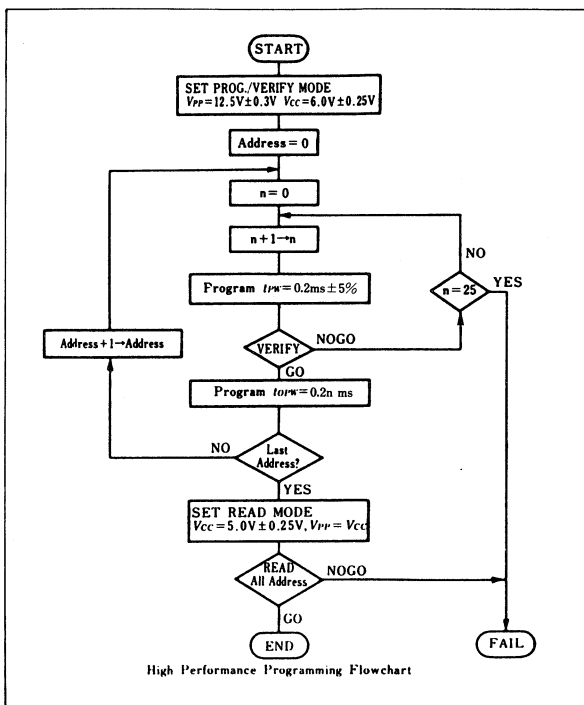 START
SET PROG./VERIFY MODE
VPP=12.5V±0.3V VCC=6.0V±0.25V
Address=0
n=0
n+1→n
NO
YES
n=25
Program tPW=0.2ms±5%
Address+1→Address
VERIFY
NOGO
GO
Program tOPW=0.2n ms
NO
Last
Address?
YES
SET READ MODE
VCC=5.0V±0.25V, VPP=VCC
READ
All Address
NOGO
GO
END
FAIL
High Performance Programming Flowchart